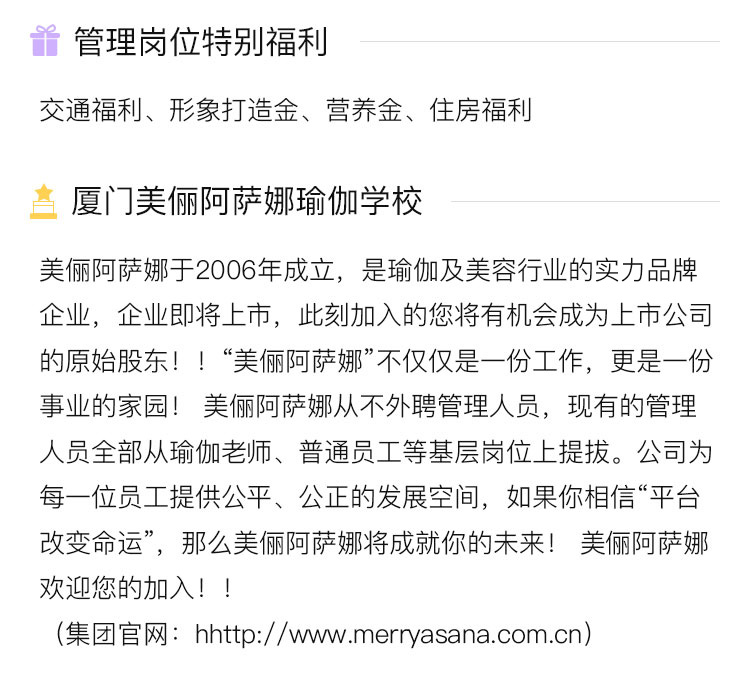 管理岗位特别福利
交通福利、形象打造金、营养金、住房福利
厦门美俪阿萨娜瑜伽学校
美俪阿萨娜于2006年成立，是瑜伽及美容行业的实力品牌
企业，企业即将上市，此刻加入的您将有机会成为上市公司
的原始股东！！“美俪阿萨娜”不仅仅是一份工作，更是一份
事业的家园！ 美俪阿萨娜从不外聘管理人员，现有的管理
人员全部从瑜伽老师、普通员工等基层岗位上提拔。公司为
每一位员工提供公平、公正的发展空间，如果你相信“平台
改变命运”，那么美俪阿萨娜将成就你的未来！ 美俪阿萨娜
欢迎您的加入！！
（集团官网：hhttp://www.merryasana.com.cn）